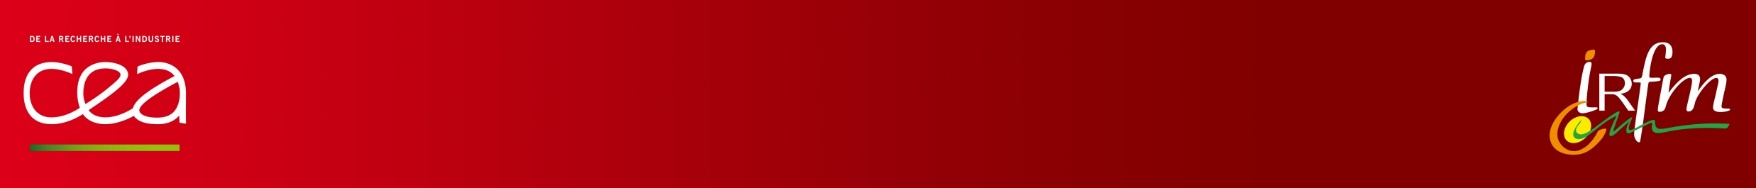 DE LA RECHERCHE À L'INDUSTRIE
cea
iRfm